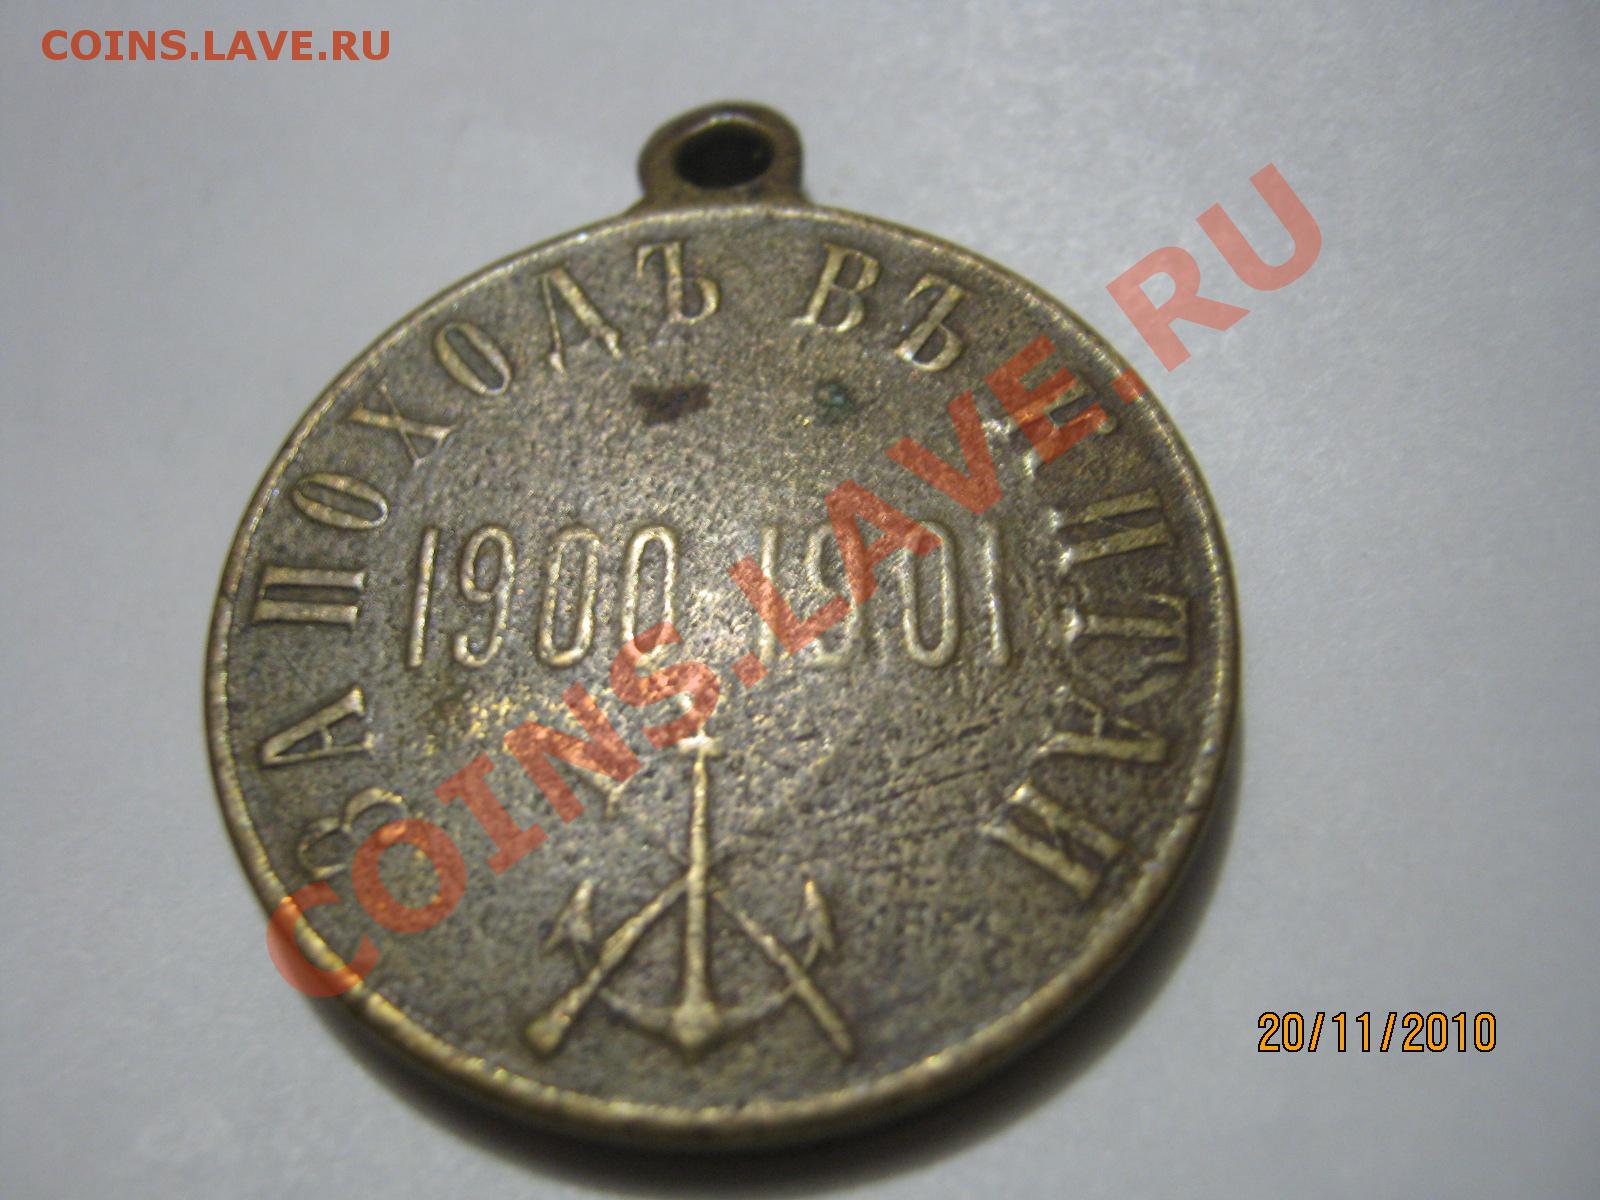 COINS.LAVE.RU
ЗА ПОХОДЪ ВЪ КИТАЙ
1900-1901
COINS.LAVE.RU
20/11/2010